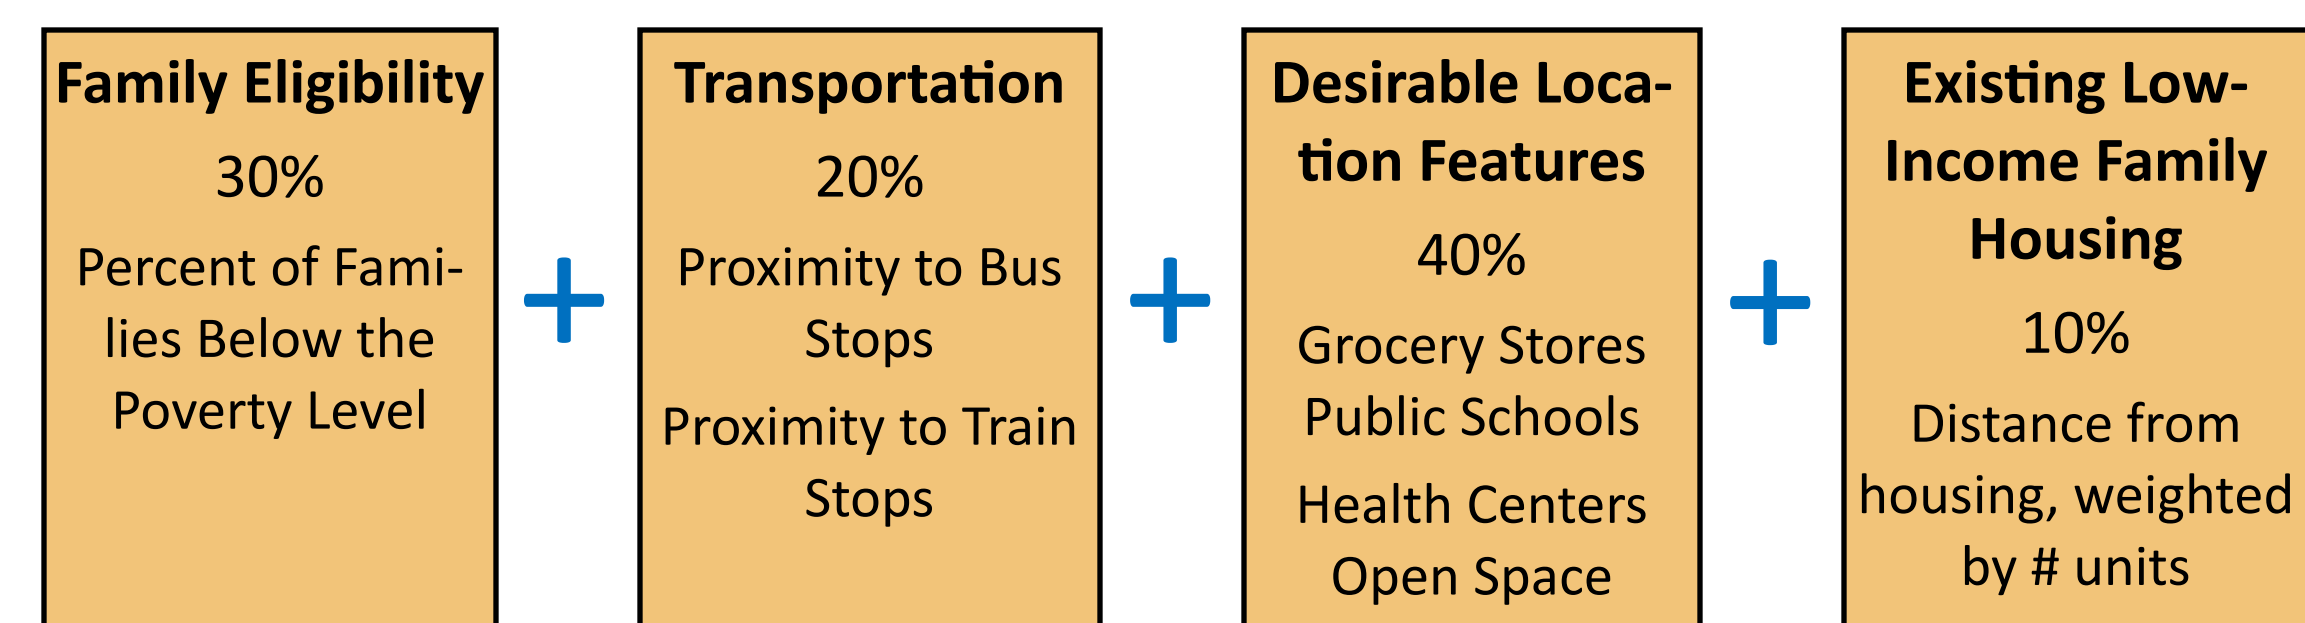 Family Eligibility
30%
Percent of Fami-
lies Below the
Poverty Level
+
Transportation
20%
Proximity to Bus
Stops
Proximity to Train
Stops
+
Desirable Loca-
tion Features
40%
Grocery Stores
Public Schools
Health Centers
Open Space
+
Existing Low-
Income Family
Housing
10%
Distance from
housing, weighted
by # units